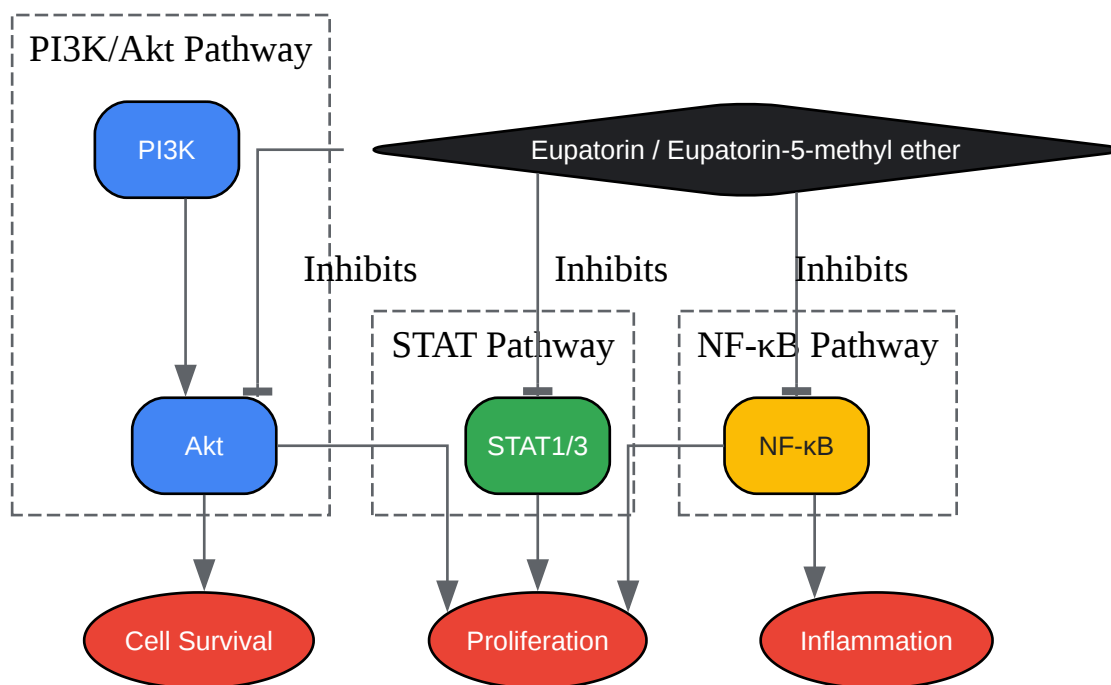 PI3K/Akt Pathway
PI3K
Eupatorin / Eupatorin-5-methyl ether
Inhibits
Inhibits
Inhibits
STAT Pathway
NF-κB Pathway
Akt
STAT1/3
NF-κB
Cell Survival
Proliferation
Inflammation